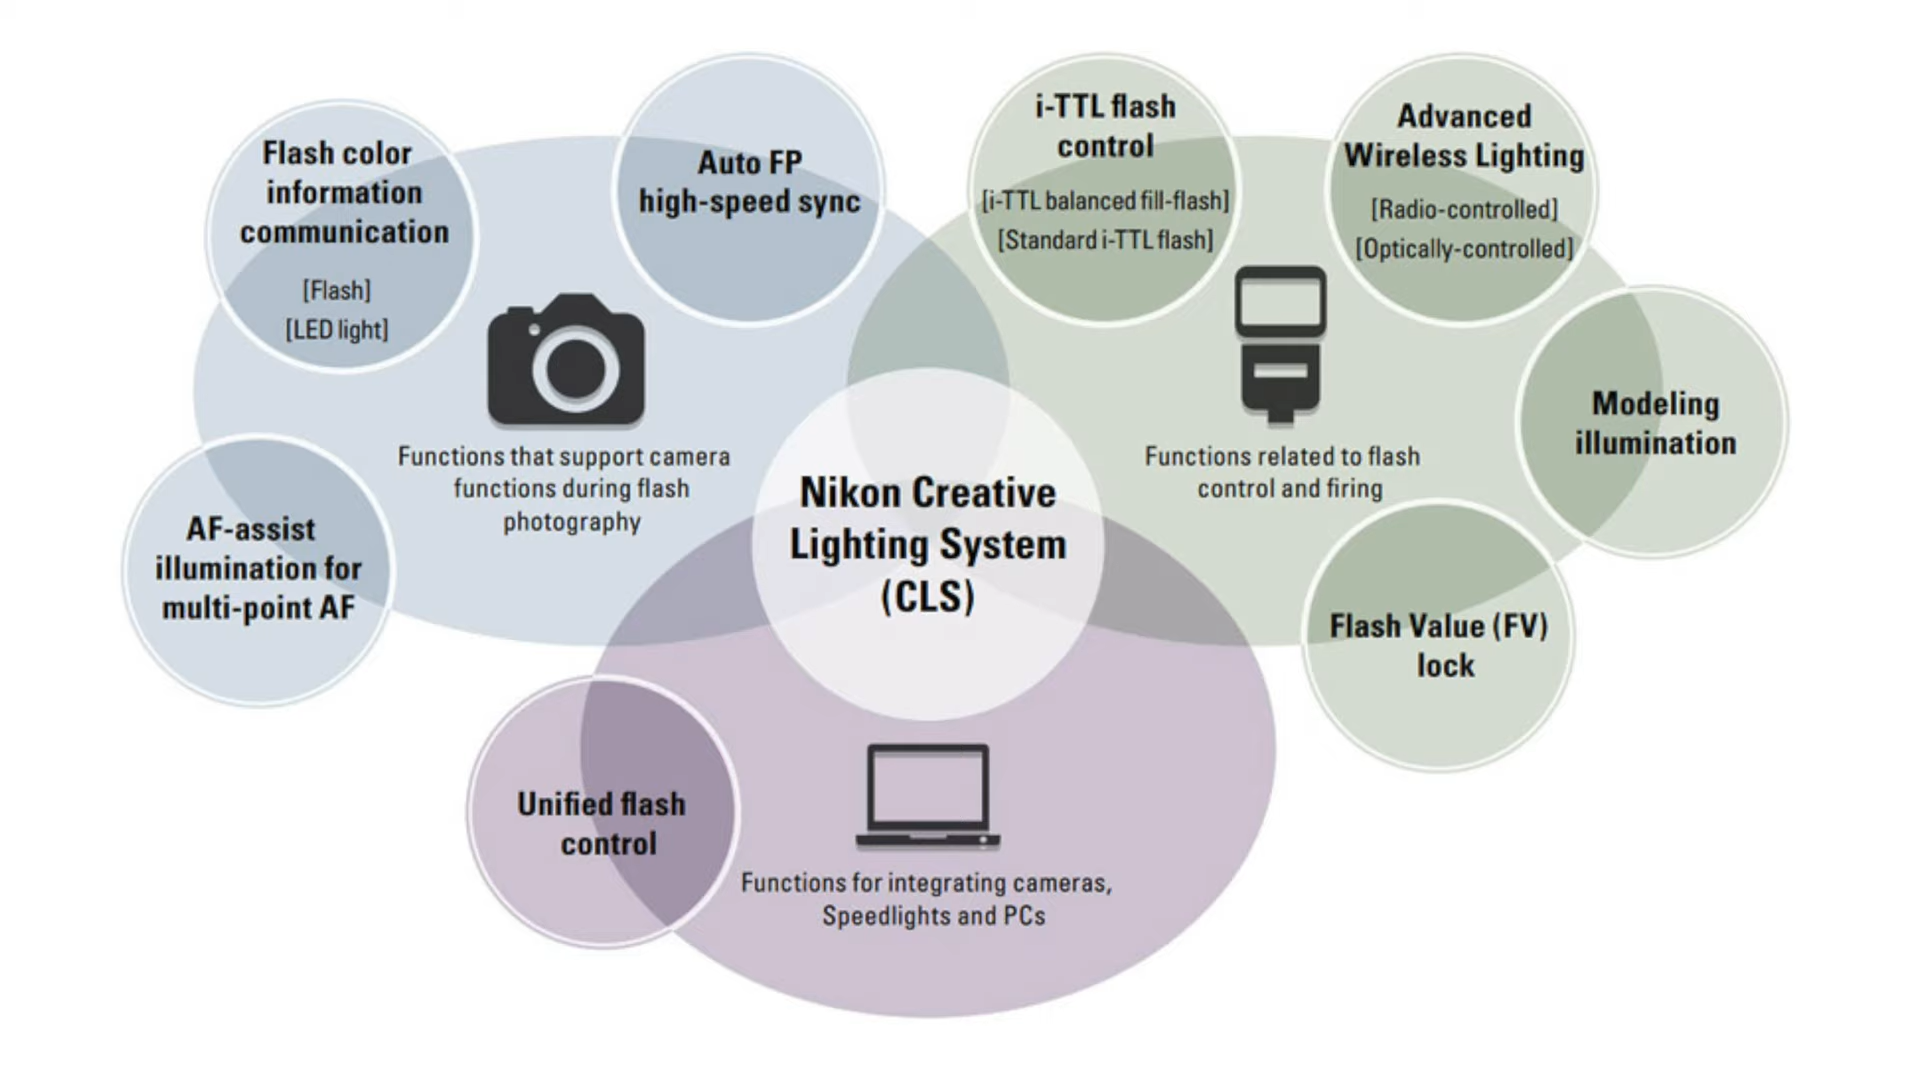 Flash color
information
communication
[Flash]
[LED light]
Auto FP
high-speed sync
i-TTL flash
control
[i-TTL balanced fill-flash]
[Standard i-TTL flash]
Advanced
Wireless Lighting
[Radio-controlled]
[Optically-controlled]
Modeling
illumination
Functions that support camera
functions during flash
photography
Functions related to flash
control and firing
Nikon Creative
Lighting System
(CLS)
AF-assist
illumination for
multi-point AF
Flash Value (FV)
lock
Unified flash
control
Functions for integrating cameras,
Speedlights and PCs